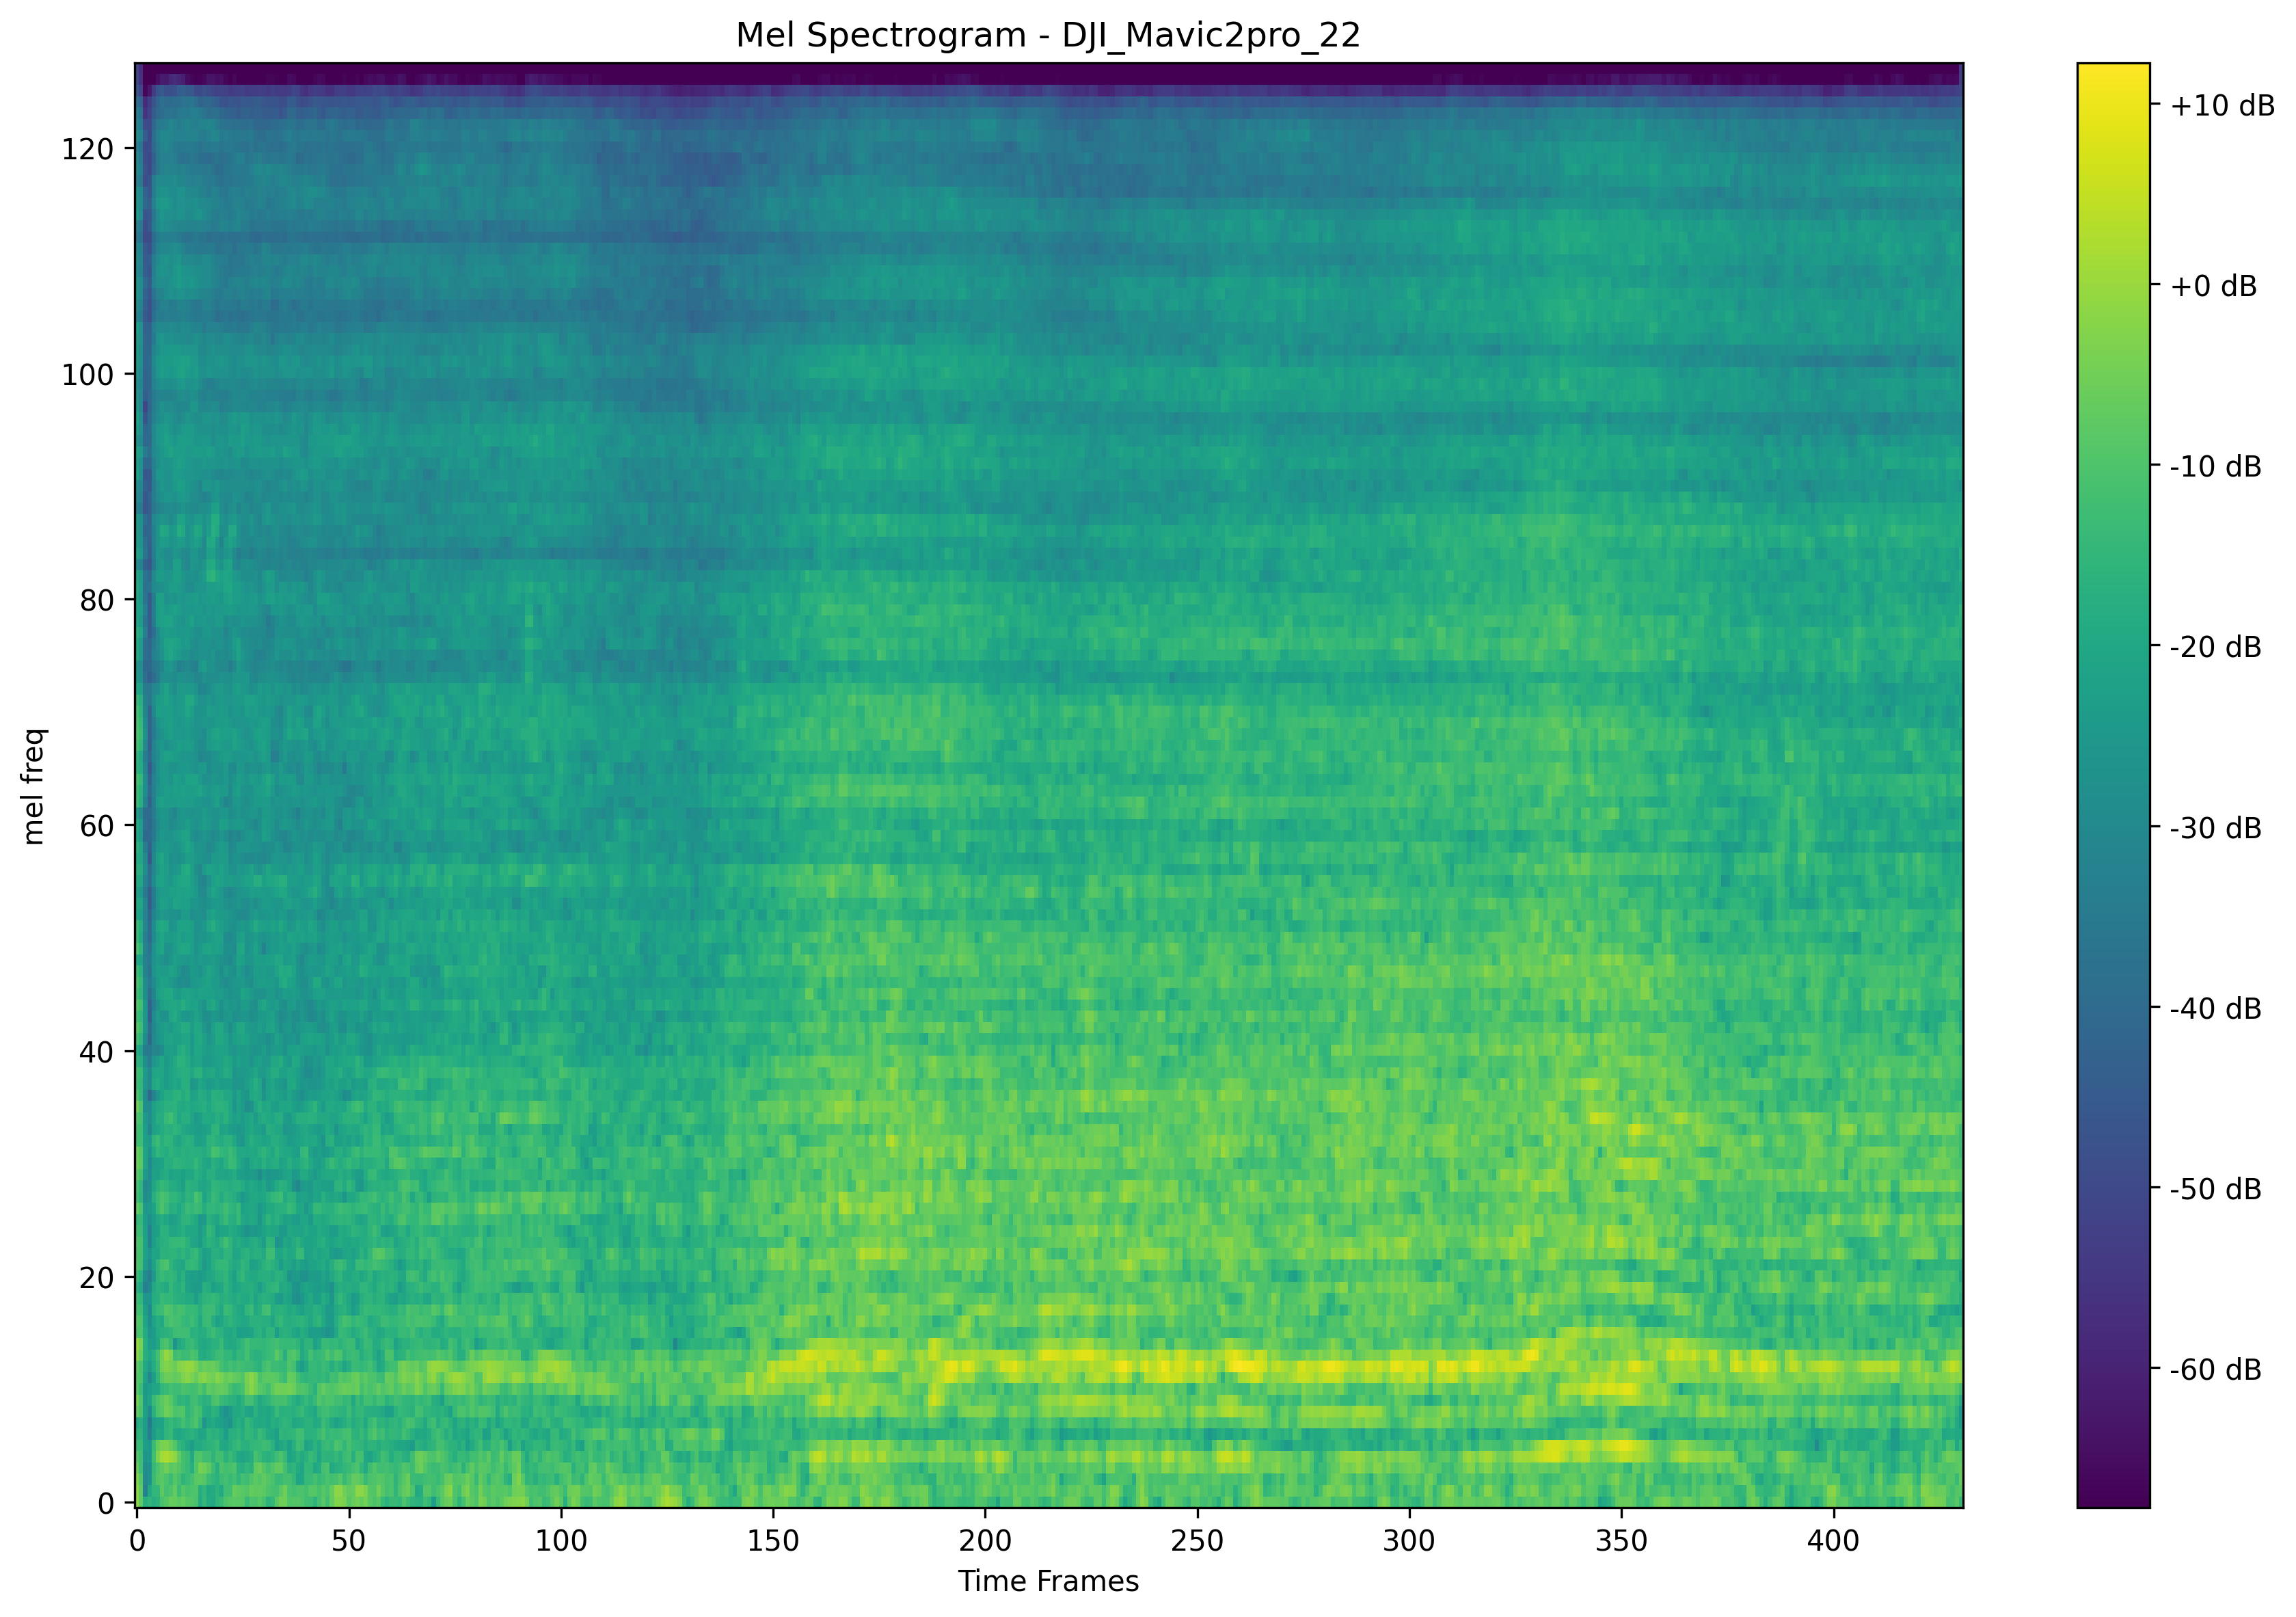 Mel Spectrogram - DJI_Mavic2pro_22
mel freq
120
100
80
60
40
20
0
0 50 100 150 200 250 300 350 400
Time Frames
+10 dB
+0 dB
-10 dB
-20 dB
-30 dB
-40 dB
-50 dB
-60 dB